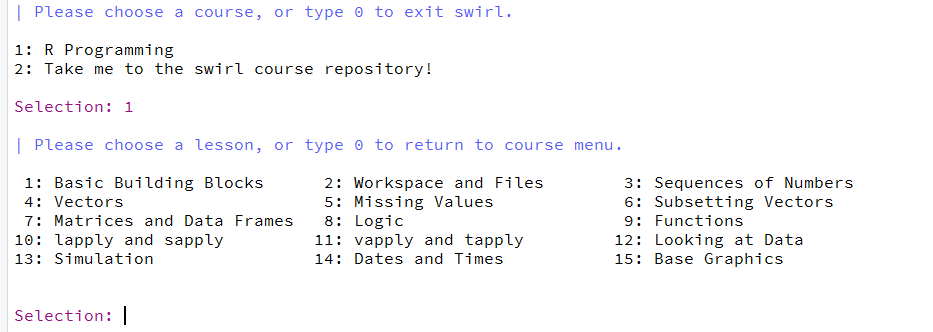 | Please choose a course, or type 0 to exit swirl.
1: R Programming
2: Take me to the swirl course repository!
Selection: 1
| Please choose a lesson, or type 0 to return to course menu.
1: Basic Building Blocks 2: Workspace and Files 3: Sequences of Numbers
4: Vectors 5: Missing Values 6: Subsetting Vectors
7: Matrices and Data Frames 8: Logic 9: Functions
10: lapply and sapply 11: vapply and tapply 12: Looking at Data
13: Simulation 14: Dates and Times 15: Base Graphics
Selection: